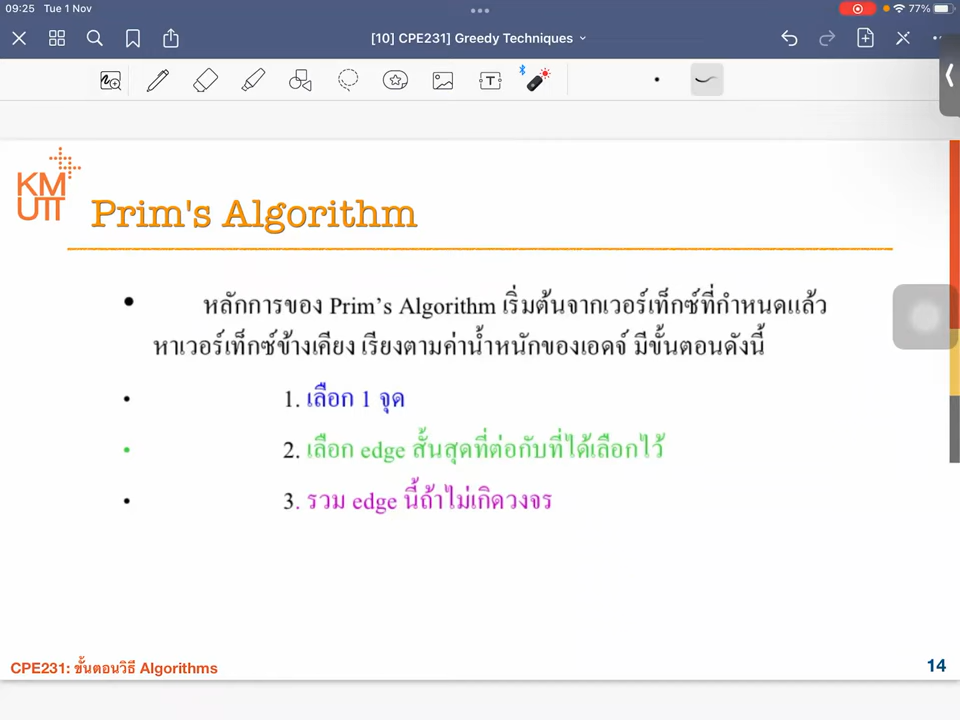 09:25 Tue 1 Nov 77%
[10] CPE231] Greedy Techniques
T
KM
UTT
Prim's Algorithm
• หลักการของ Prim's Algorithm เริ่มต้นจากเวอร์เท็กซ์ที่กำหนดแล้ว
หาเวอร์เท็กซ์ข้างเคียง เรียงตามค่าน้ำหนักของเอดจ์ มีขั้นตอนดังนี้
• 1. เลือก 1 จุด
• 2. เลือก edge สั้นสุดที่ต่อกับที่ได้เลือกไว้
• 3. รวม edge นี้ถ้าไม่เกิดวงจร
CPE231: ขั้นตอนวิธี Algorithms 14